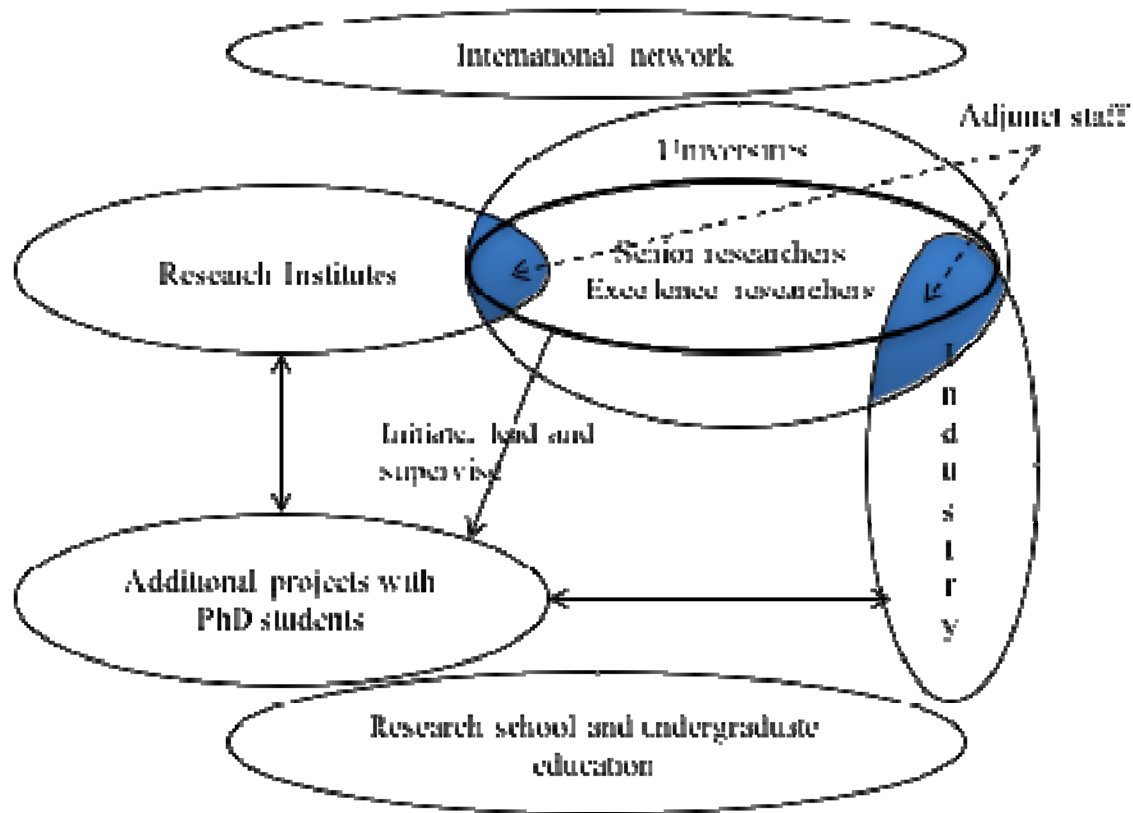 International network
Adjunct staff
Universities
Research Institutes
Senior researchers
Excellence researchers
Industry
Initiate, lead and
supervise
Additional projects with
PhD students
Research school and undergraduate
education